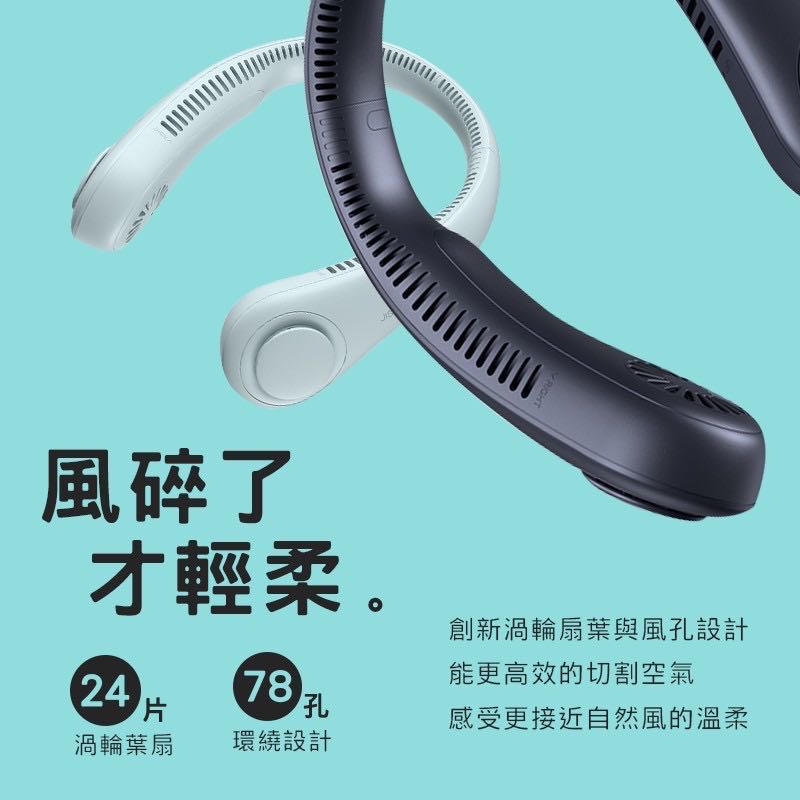 JIS
RIGHT
風碎了
才輕柔。
24片
渦輪葉扇
78孔
環繞設計
創新渦輪扇葉與風孔設計
能更高效的切割空氣
感受更接近自然風的溫柔